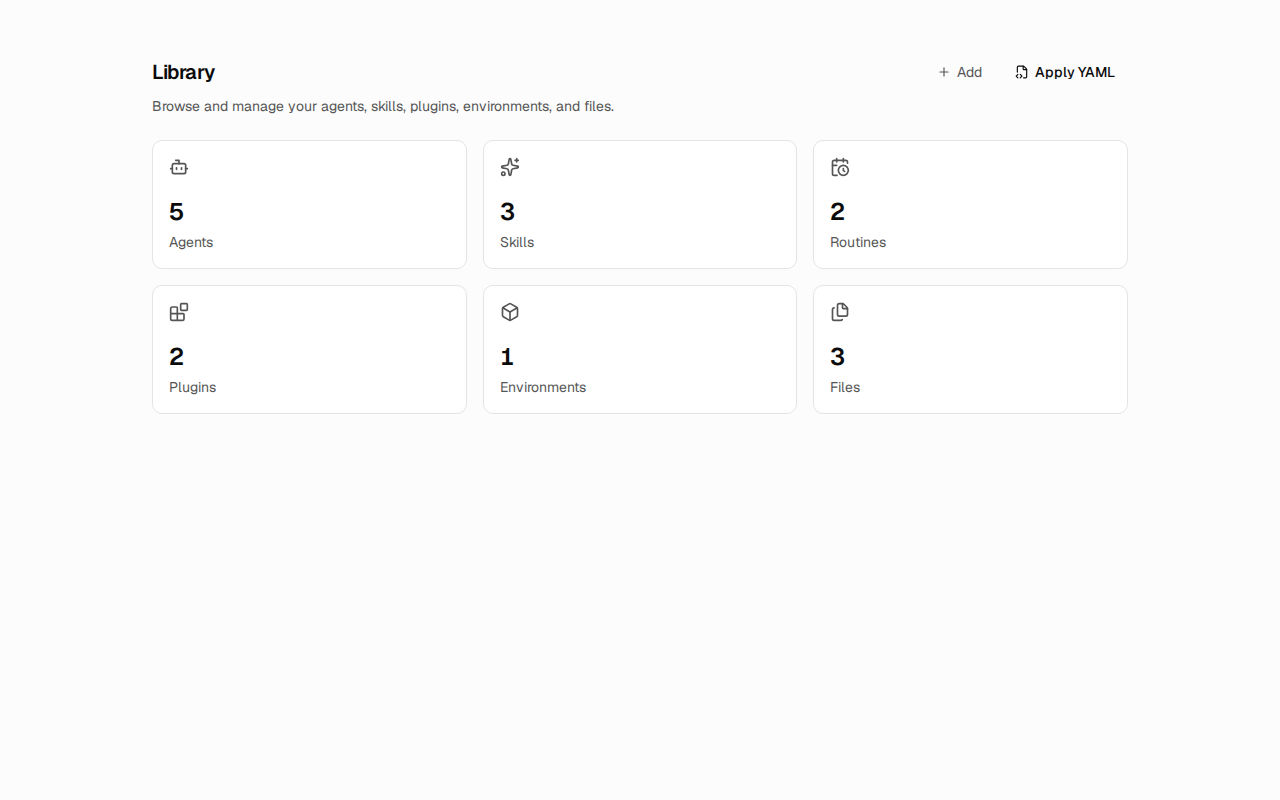 Library
Add
Apply YAML
Browse and manage your agents, skills, plugins, environments, and files.
5
Agents
3
Skills
2
Routines
2
Plugins
1
Environments
3
Files